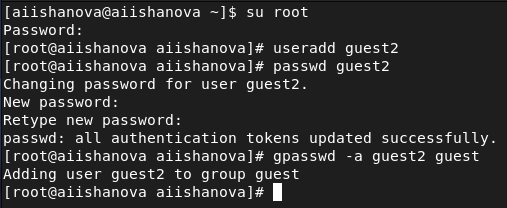 [aiishanova@aiishanova ~]$ su root
Password:
[root@aiishanova aiishanova]# useradd guest2
[root@aiishanova aiishanova]# passwd guest2
Changing password for user guest2.
New password:
Retype new password:
passwd: all authentication tokens updated successfully.
[root@aiishanova aiishanova]# gpasswd -a guest2 guest
Adding user guest2 to group guest
[root@aiishanova aiishanova]#